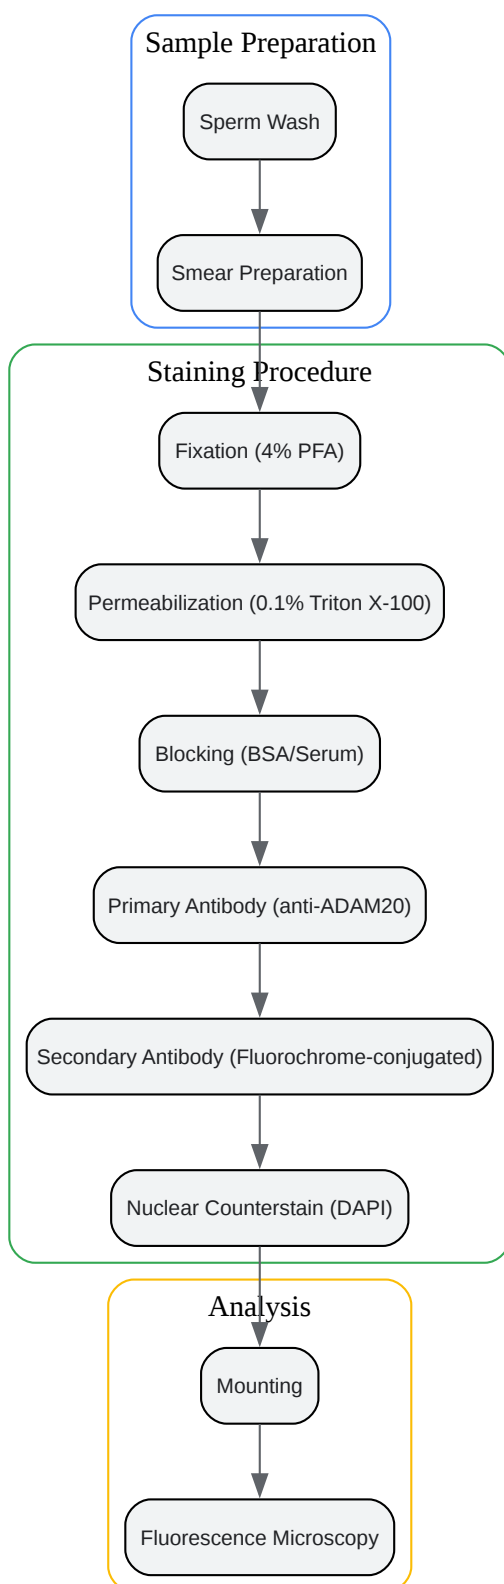 Sample Preparation
Sperm Wash
Smear Preparation
Staining Procedure
Fixation (4% PFA)
Permeabilization (0.1% Triton X-100)
Blocking (BSA/Serum)
Primary Antibody (anti-ADAM20)
Secondary Antibody (Fluorochrome-conjugated)
Nuclear Counterstain (DAPI)
Analysis
Mounting
Fluorescence Microscopy